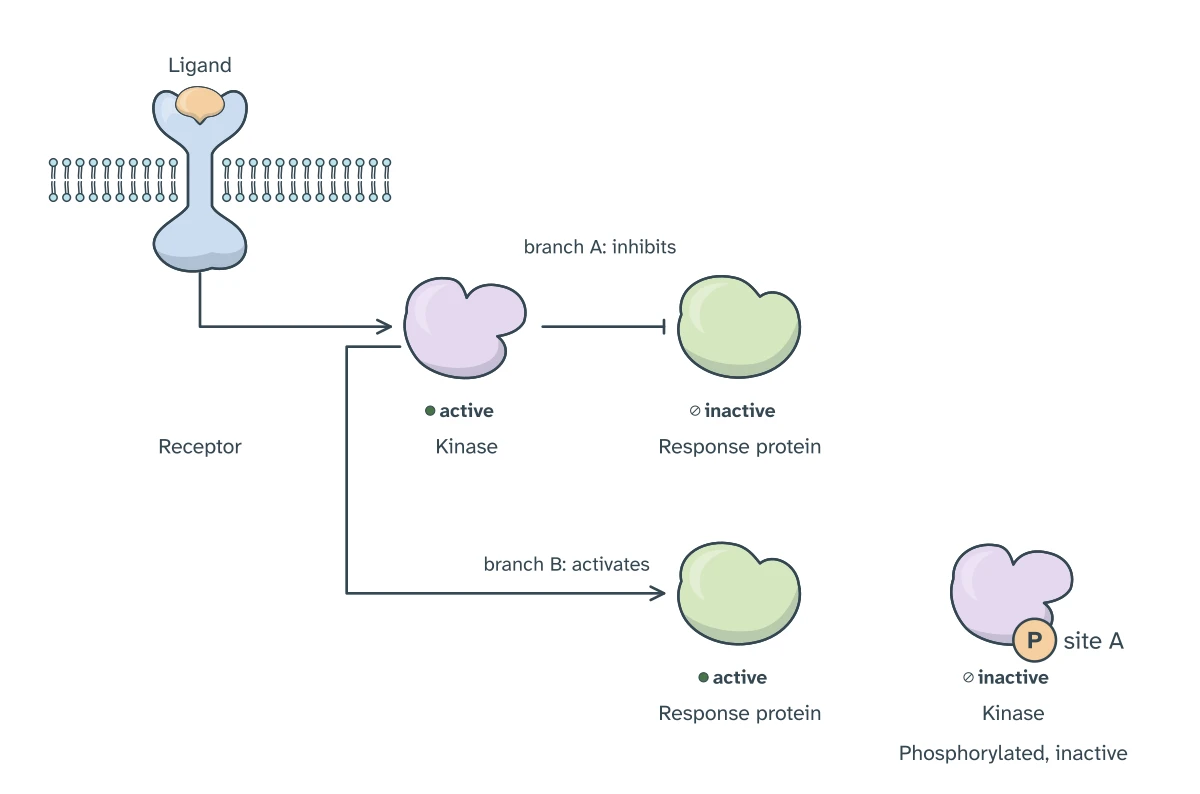 Ligand
branch A: inhibits
active
inactive
Receptor
Kinase
Response protein
branch B: activates
P
site A
active
inactive
Response protein
Kinase
Phosphorylated, inactive